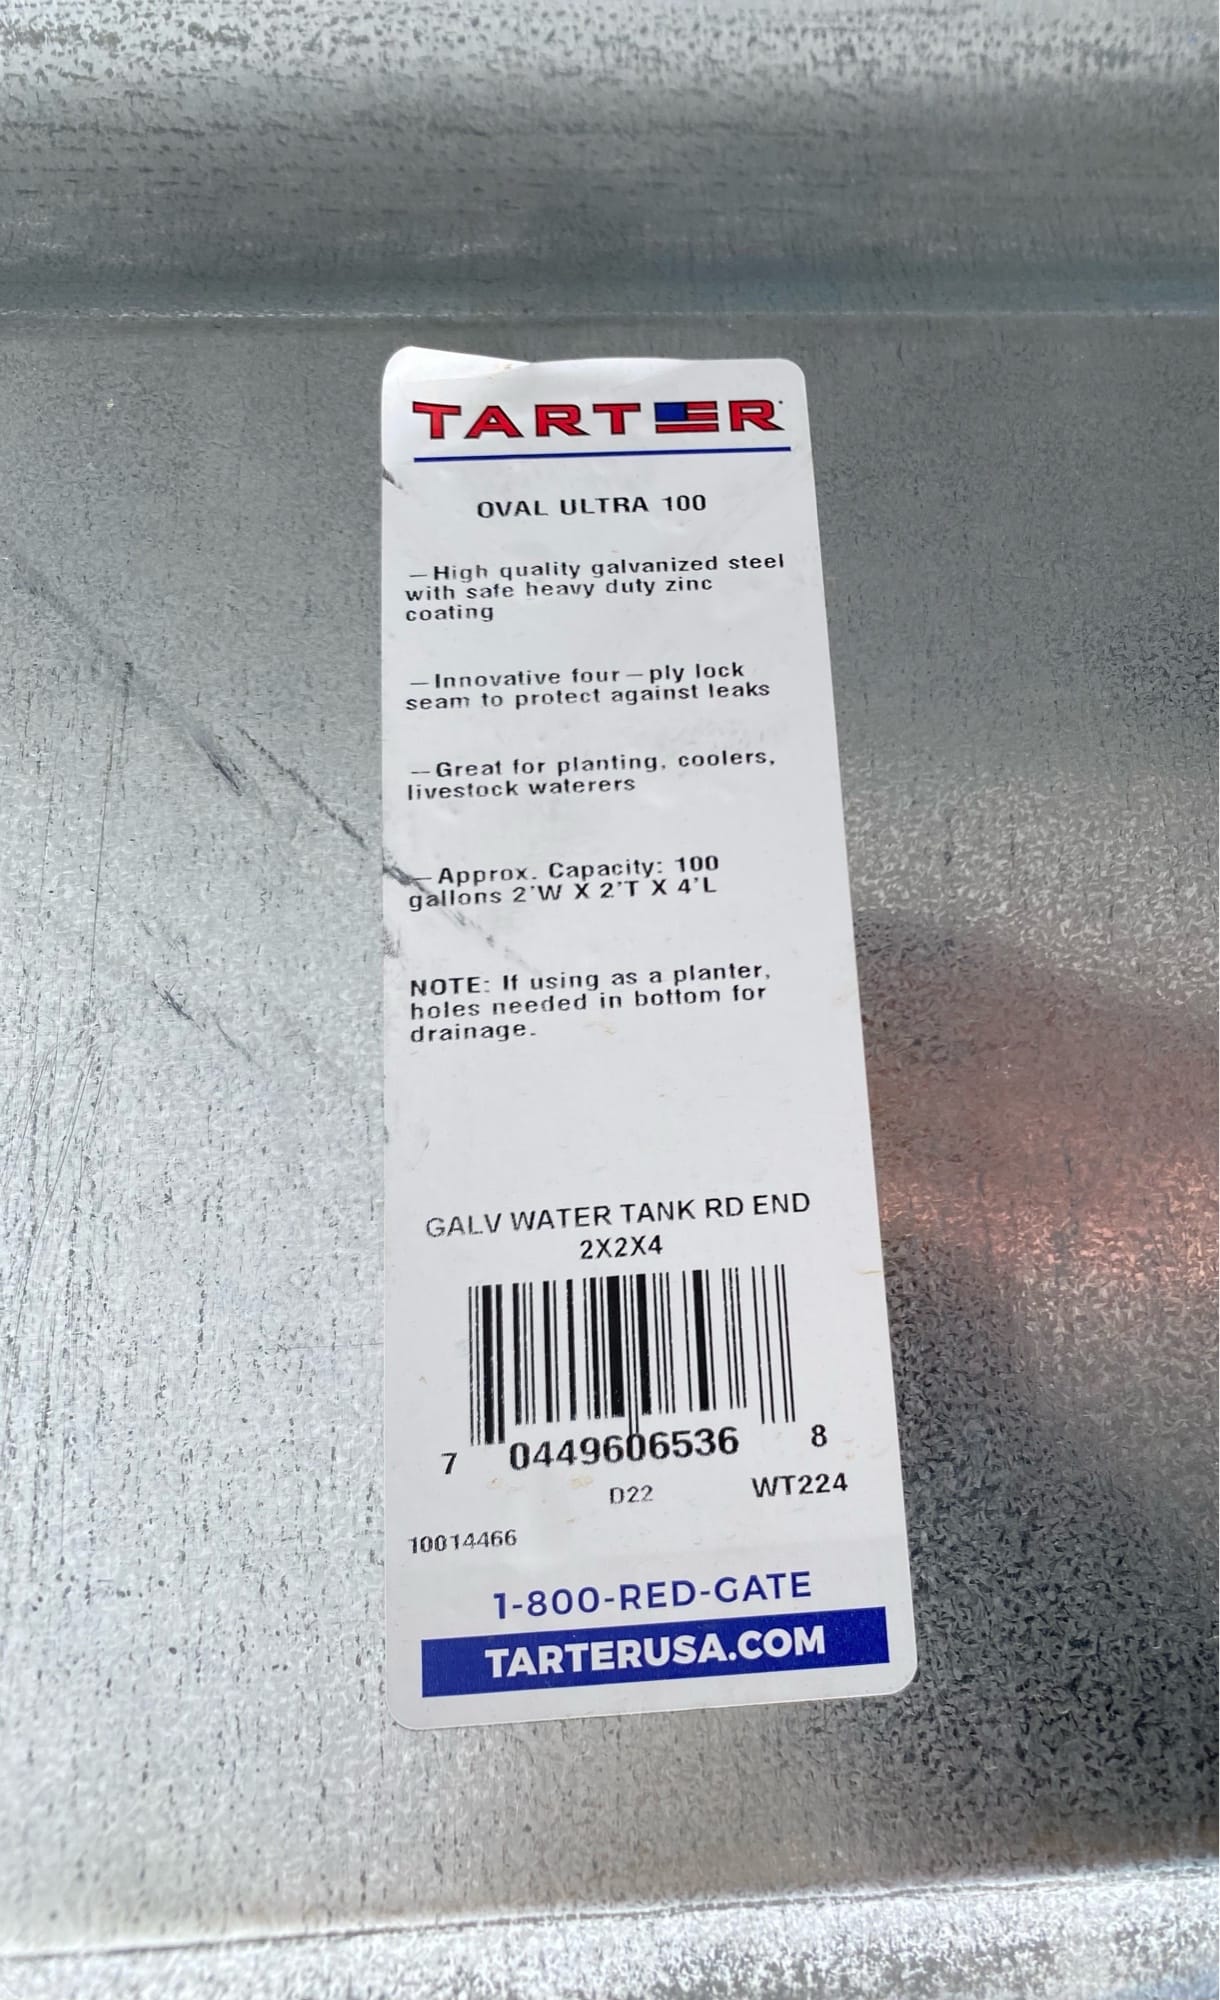 TARTER
OVAL ULTRA 100
—High quality galvanized steel
with safe heavy duty zinc
coating
—Innovative four—ply lock
seam to protect against leaks
—Great for planting, coolers,
livestock waterers
—Approx. Capacity: 100
gallons 2'W X 2'T X 4'L
NOTE: If using as a planter,
holes needed in bottom for
drainage.
GALV WATER TANK RD END
2X2X4
7 0449606536 8
D22 WT224
10014466
1-800-RED-GATE
TARTERUSA.COM